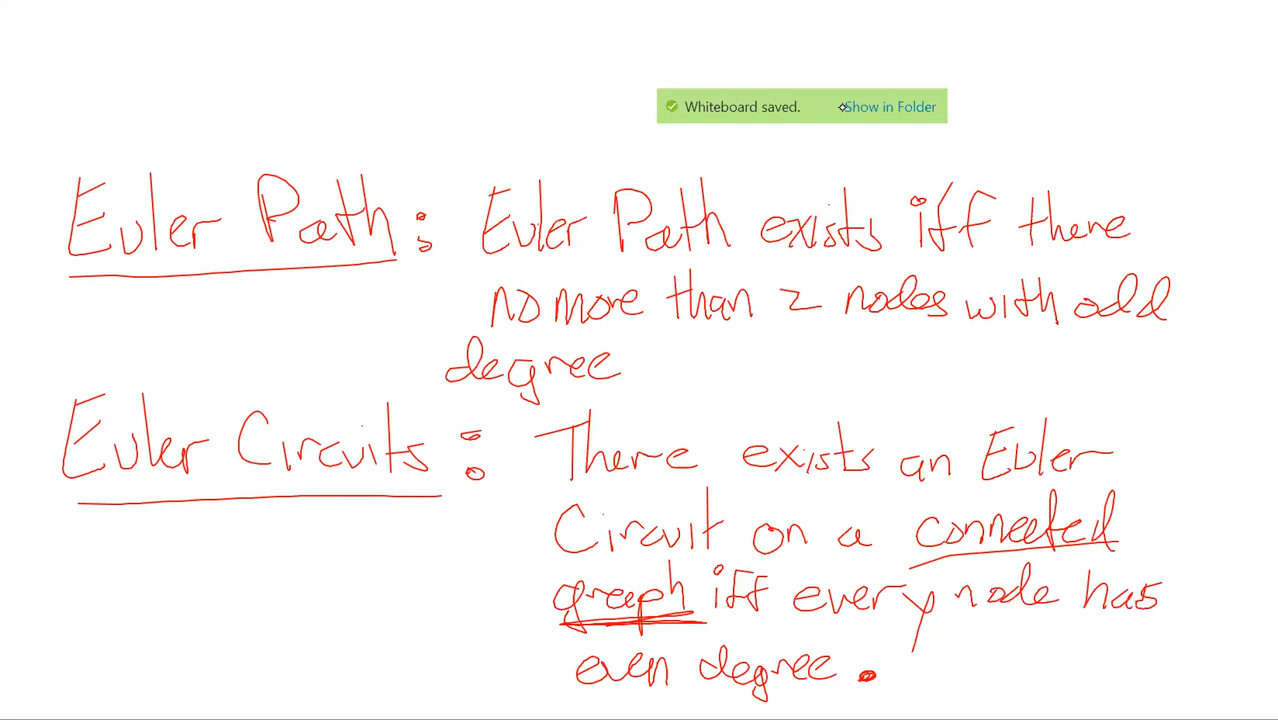 Whiteboard saved. Show in Folder
Euler Path: Euler Path exists iff there
no more than 2 nodes with odd
degree
Euler Circuits: There exists an Euler
Circuit on a connected
graph iff every node has
even degree.